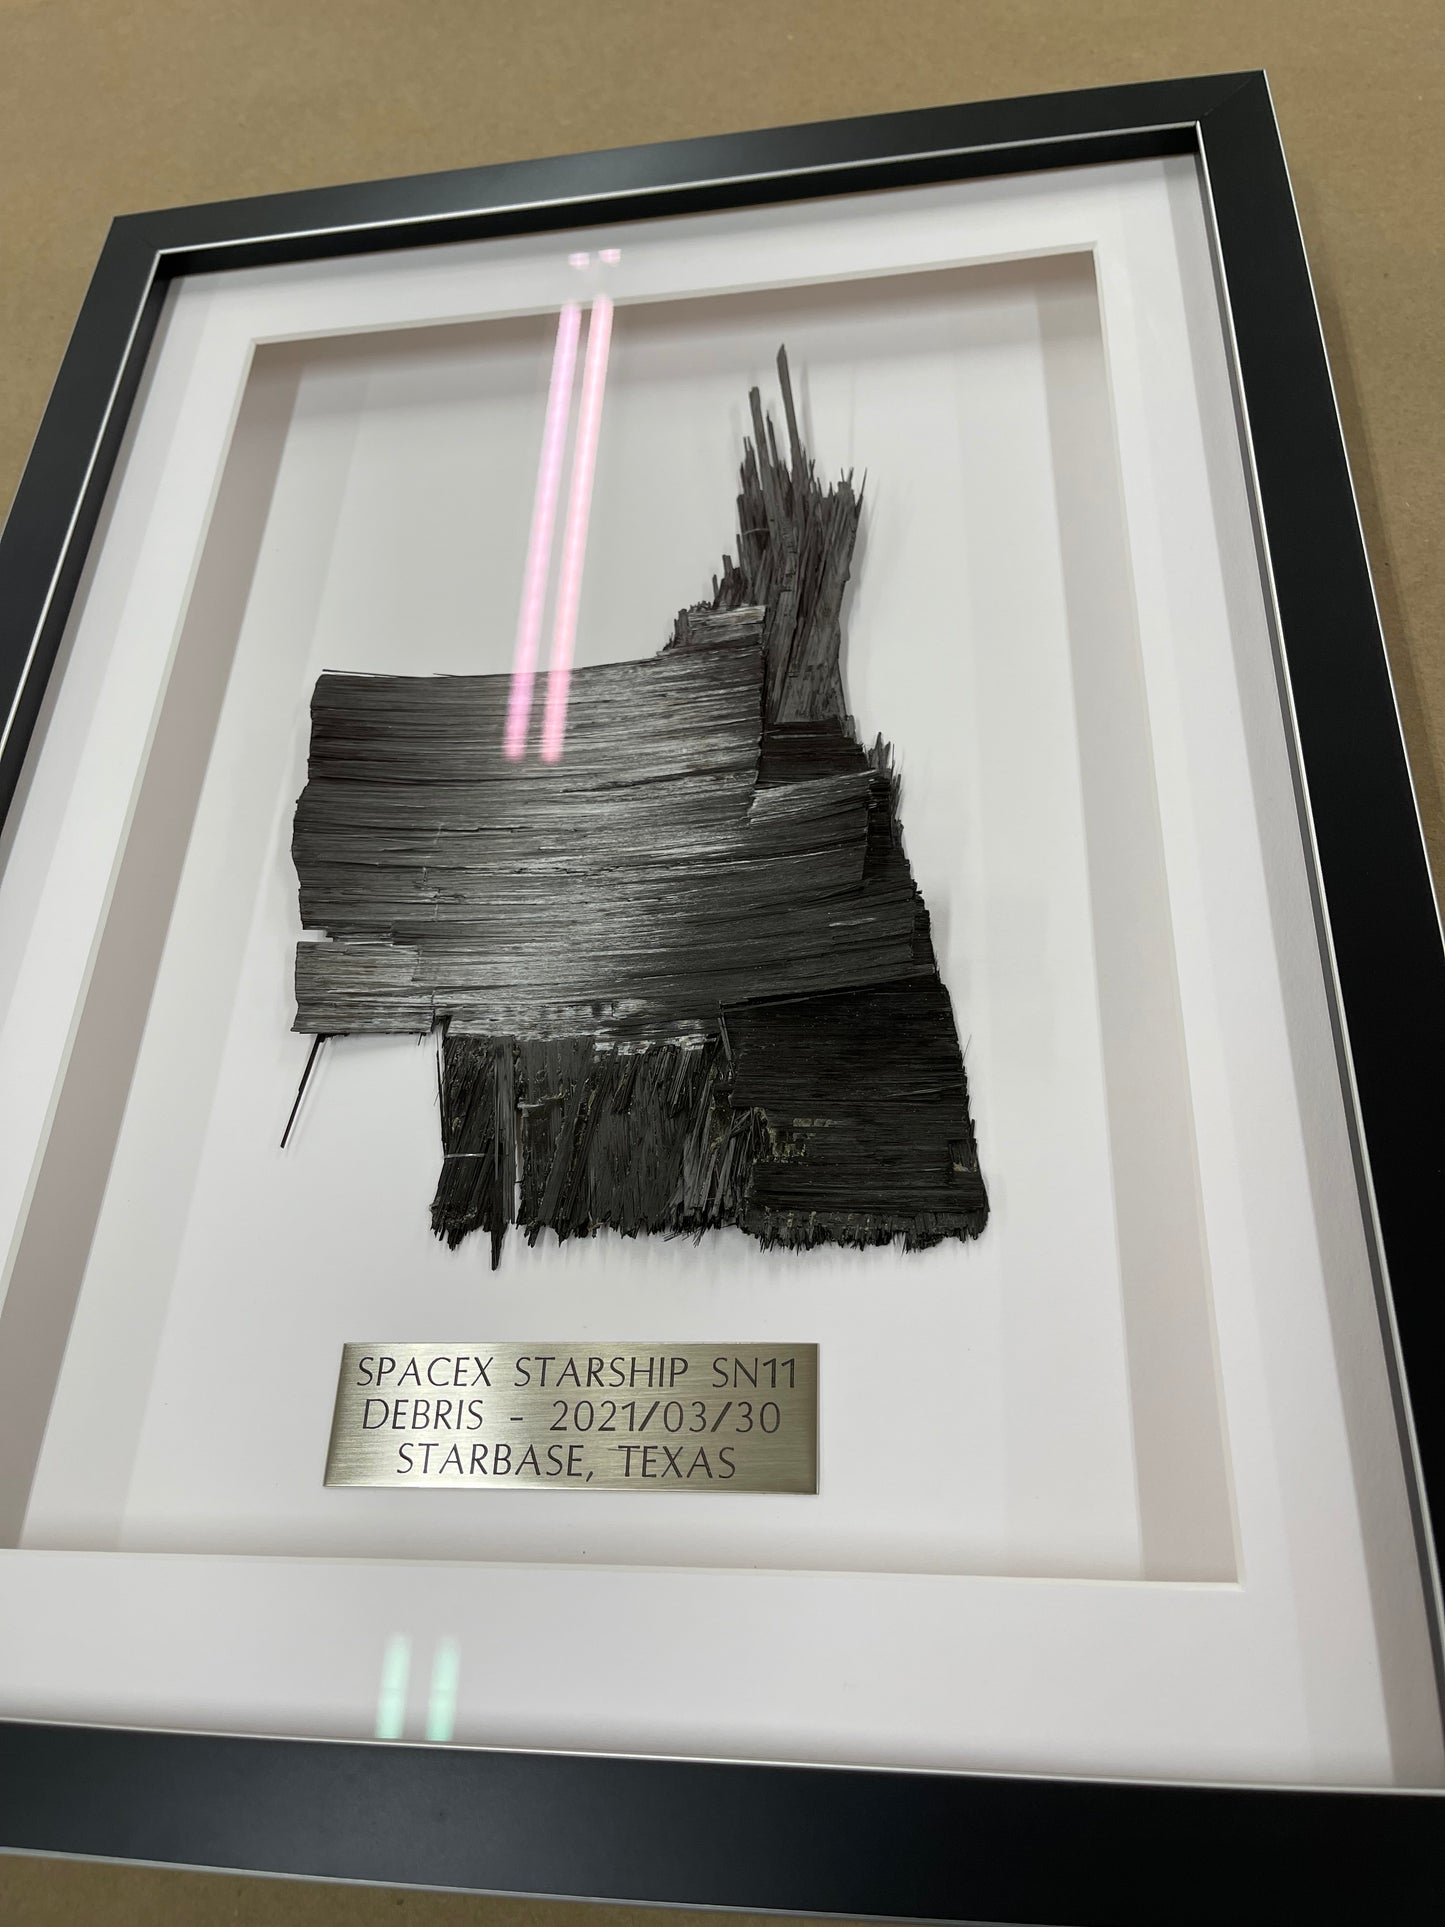 SPACEX STARSHIP SN11
DEBRIS - 2021/03/30
STARBASE, TEXAS